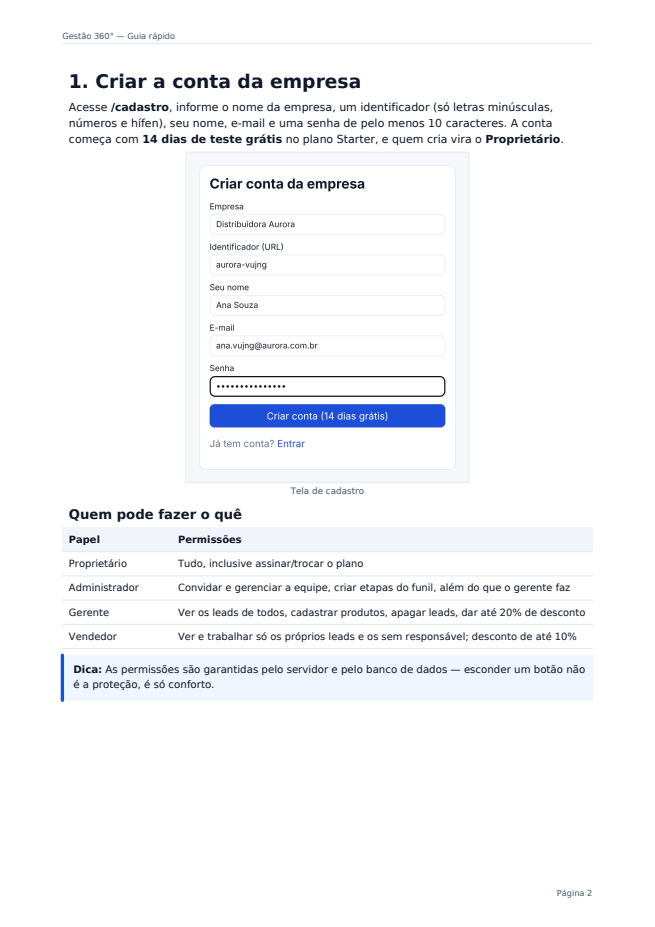 Gestão 360° — Guia rápido
1. Criar a conta da empresa
Acesse /cadastro, informe o nome da empresa, um identificador (só letras minúsculas,
números e hífen), seu nome, e-mail e uma senha de pelo menos 10 caracteres. A conta
começa com 14 dias de teste grátis no plano Starter, e quem cria vira o Proprietário.
Criar conta da empresa
Empresa
Distribuidora Aurora
Identificador (URL)
aurora-vujng
Seu nome
Ana Souza
E-mail
ana.vujng@aurora.com.br
Senha
•••••••••••••••
Criar conta (14 dias grátis)
Já tem conta? Entrar
Tela de cadastro
Quem pode fazer o quê
Papel Permissões
Proprietário Tudo, inclusive assinar/trocar o plano
Administrador Convidar e gerenciar a equipe, criar etapas do funil, além do que o gerente faz
Gerente Ver os leads de todos, cadastrar produtos, apagar leads, dar até 20% de desconto
Vendedor Ver e trabalhar só os próprios leads e os sem responsável; desconto de até 10%
Dica: As permissões são garantidas pelo servidor e pelo banco de dados — esconder um botão não
é a proteção, é só conforto.
Página 2